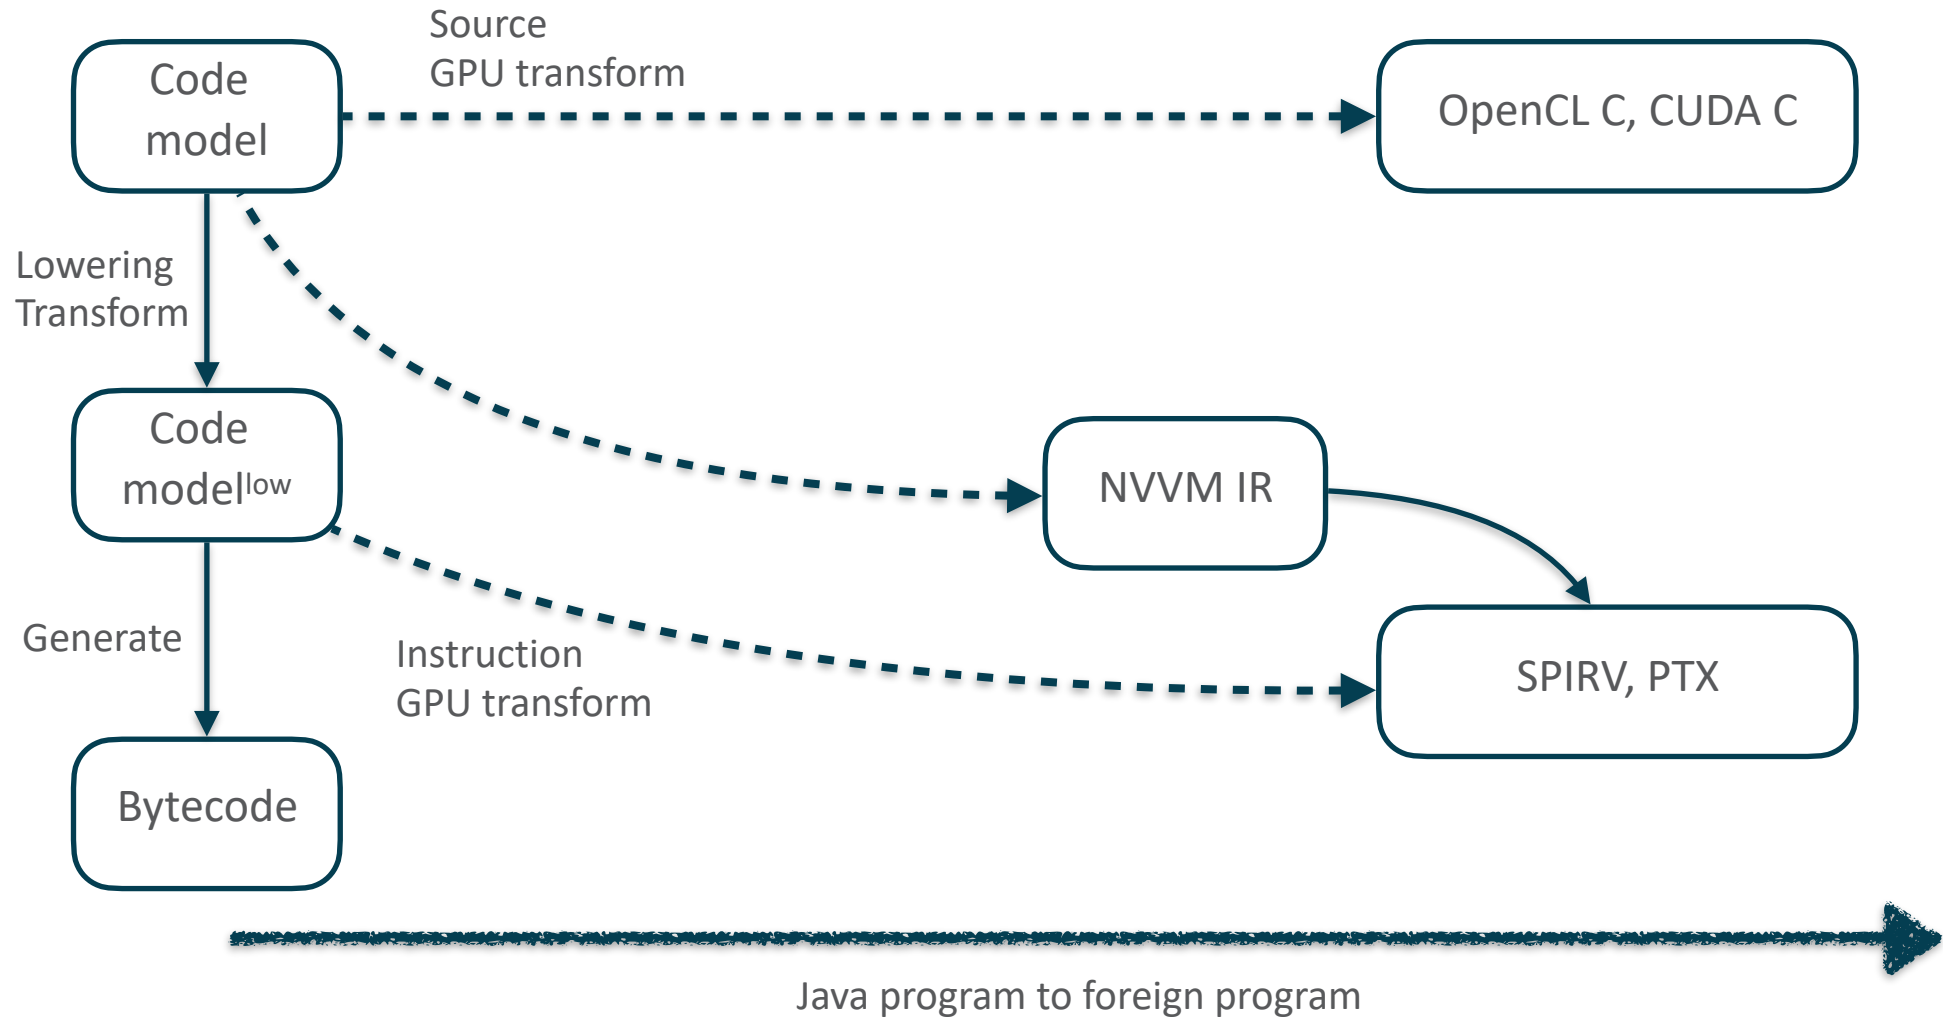 Source
GPU transform
Code
model
OpenCL C, CUDA C
Lowering
Transform
Code
modelˡᵒʷ
NVVM IR
Generate
Instruction
GPU transform
SPIRV, PTX
Bytecode
Java program to foreign program